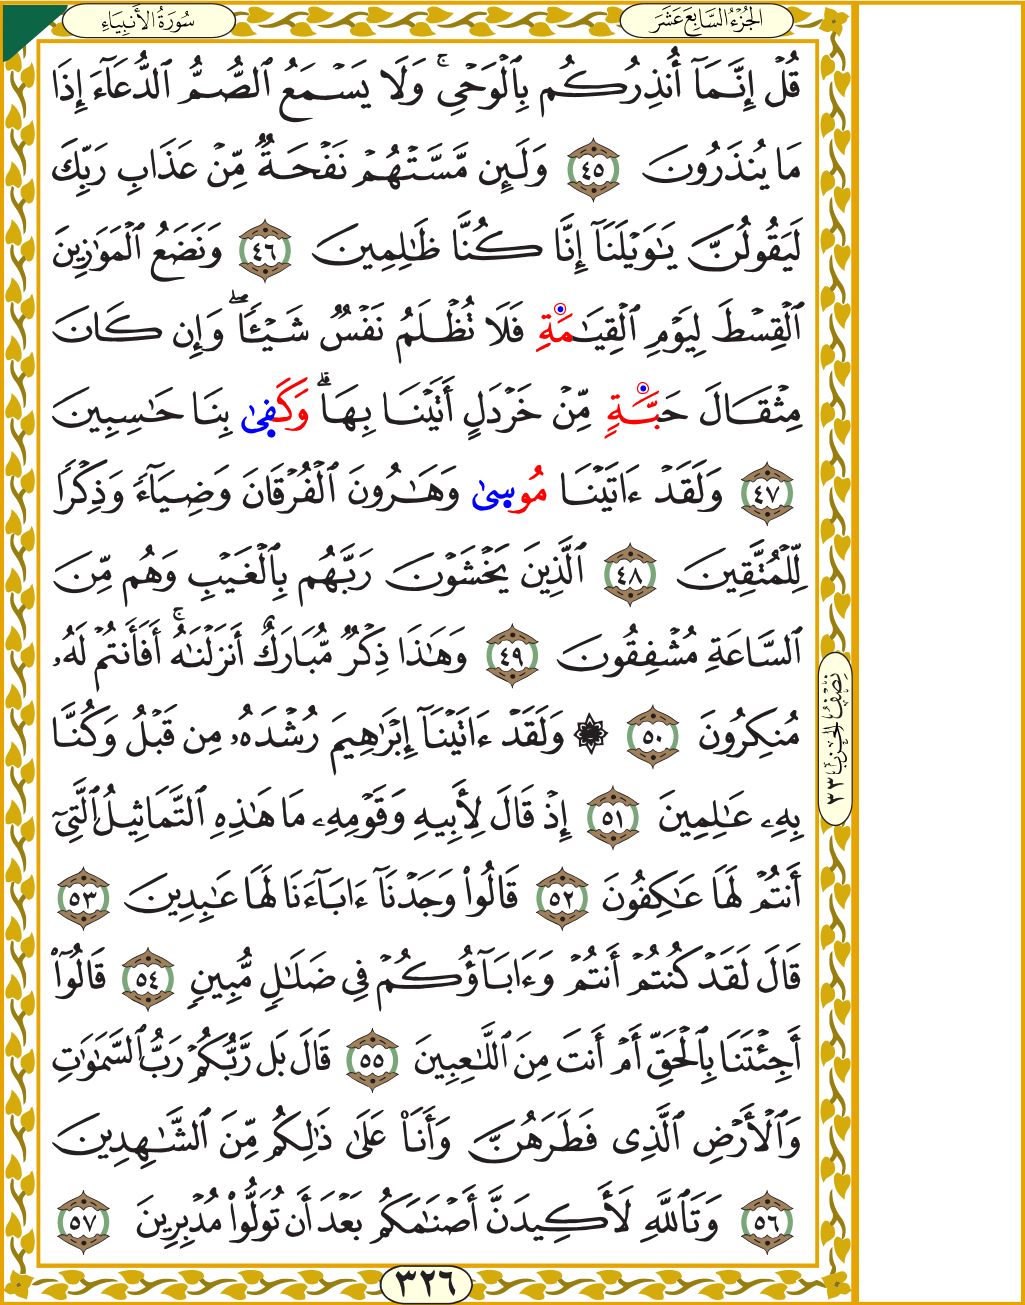 سُورَةُ الأَنبِيَاءِ
الجُزْءُ السَّابِعَ عَشَرَ
قُلۡ إِنَّمَآ أُنذِرُكُم بِٱلۡوَحۡيِۚ وَلَا يَسۡمَعُ ٱلصُّمُّ ٱلدُّعَآءَ إِذَا
مَا يُنذَرُونَ ٤٥ وَلَئِن مَّسَّتۡهُمۡ نَفۡحَةٌ مِّنۡ عَذَابِ رَبِّكَ
لَيَقُولُنَّ يَٰوَيۡلَنَآ إِنَّا كُنَّا ظَٰلِمِينَ ٤٦ وَنَضَعُ ٱلۡمَوَٰزِينَ
ٱلۡقِسۡطَ لِيَوۡمِ ٱلۡقِيَٰمَةِ فَلَا تُظۡلَمُ نَفۡسٌ شَيۡـًٔاۖ وَإِن كَانَ
مِثۡقَالَ حَبَّةٍ مِّنۡ خَرۡدَلٍ أَتَيۡنَا بِهَاۗ وَكَفَىٰ بِنَا حَٰسِبِينَ
٤٧ وَلَقَدۡ ءَاتَيۡنَا مُوسَىٰ وَهَٰرُونَ ٱلۡفُرۡقَانَ وَضِيَآءً وَذِكۡرًا
لِّلۡمُتَّقِينَ ٤٨ ٱلَّذِينَ يَخۡشَوۡنَ رَبَّهُم بِٱلۡغَيۡبِ وَهُم مِّنَ
ٱلسَّاعَةِ مُشۡفِقُونَ ٤٩ وَهَٰذَا ذِكۡرٌ مُّبَارَكٌ أَنزَلۡنَٰهُۚ أَفَأَنتُمۡ لَهُۥ
مُنكِرُونَ ٥٠ ۞ وَلَقَدۡ ءَاتَيۡنَآ إِبۡرَٰهِيمَ رُشۡدَهُۥ مِن قَبۡلُ وَكُنَّا
بِهِۦ عَٰلِمِينَ ٥١ إِذۡ قَالَ لِأَبِيهِ وَقَوۡمِهِۦ مَا هَٰذِهِ ٱلتَّمَاثِيلُ ٱلَّتِيٓ
أَنتُمۡ لَهَا عَٰكِفُونَ ٥٢ قَالُواْ وَجَدۡنَآ ءَابَآءَنَا لَهَا عَٰبِدِينَ ٥٣
قَالَ لَقَدۡ كُنتُمۡ أَنتُمۡ وَءَابَآؤُكُمۡ فِي ضَلَٰلٍ مُّبِينٍ ٥٤ قَالُوٓاْ
أَجِئۡتَنَا بِٱلۡحَقِّ أَمۡ أَنتَ مِنَ ٱللَّٰعِبِينَ ٥٥ قَالَ بَل رَّبُّكُمۡ رَبُّ ٱلسَّمَٰوَٰتِ
وَٱلۡأَرۡضِ ٱلَّذِي فَطَرَهُنَّ وَأَنَا۠ عَلَىٰ ذَٰلِكُم مِّنَ ٱلشَّٰهِدِينَ
٥٦ وَتَٱللَّهِ لَأَكِيدَنَّ أَصۡنَٰمَكُم بَعۡدَ أَن تُوَلُّواْ مُدۡبِرِينَ ٥٧
نِصْفُ الحِزْبِ ٣٣
٣٢٦